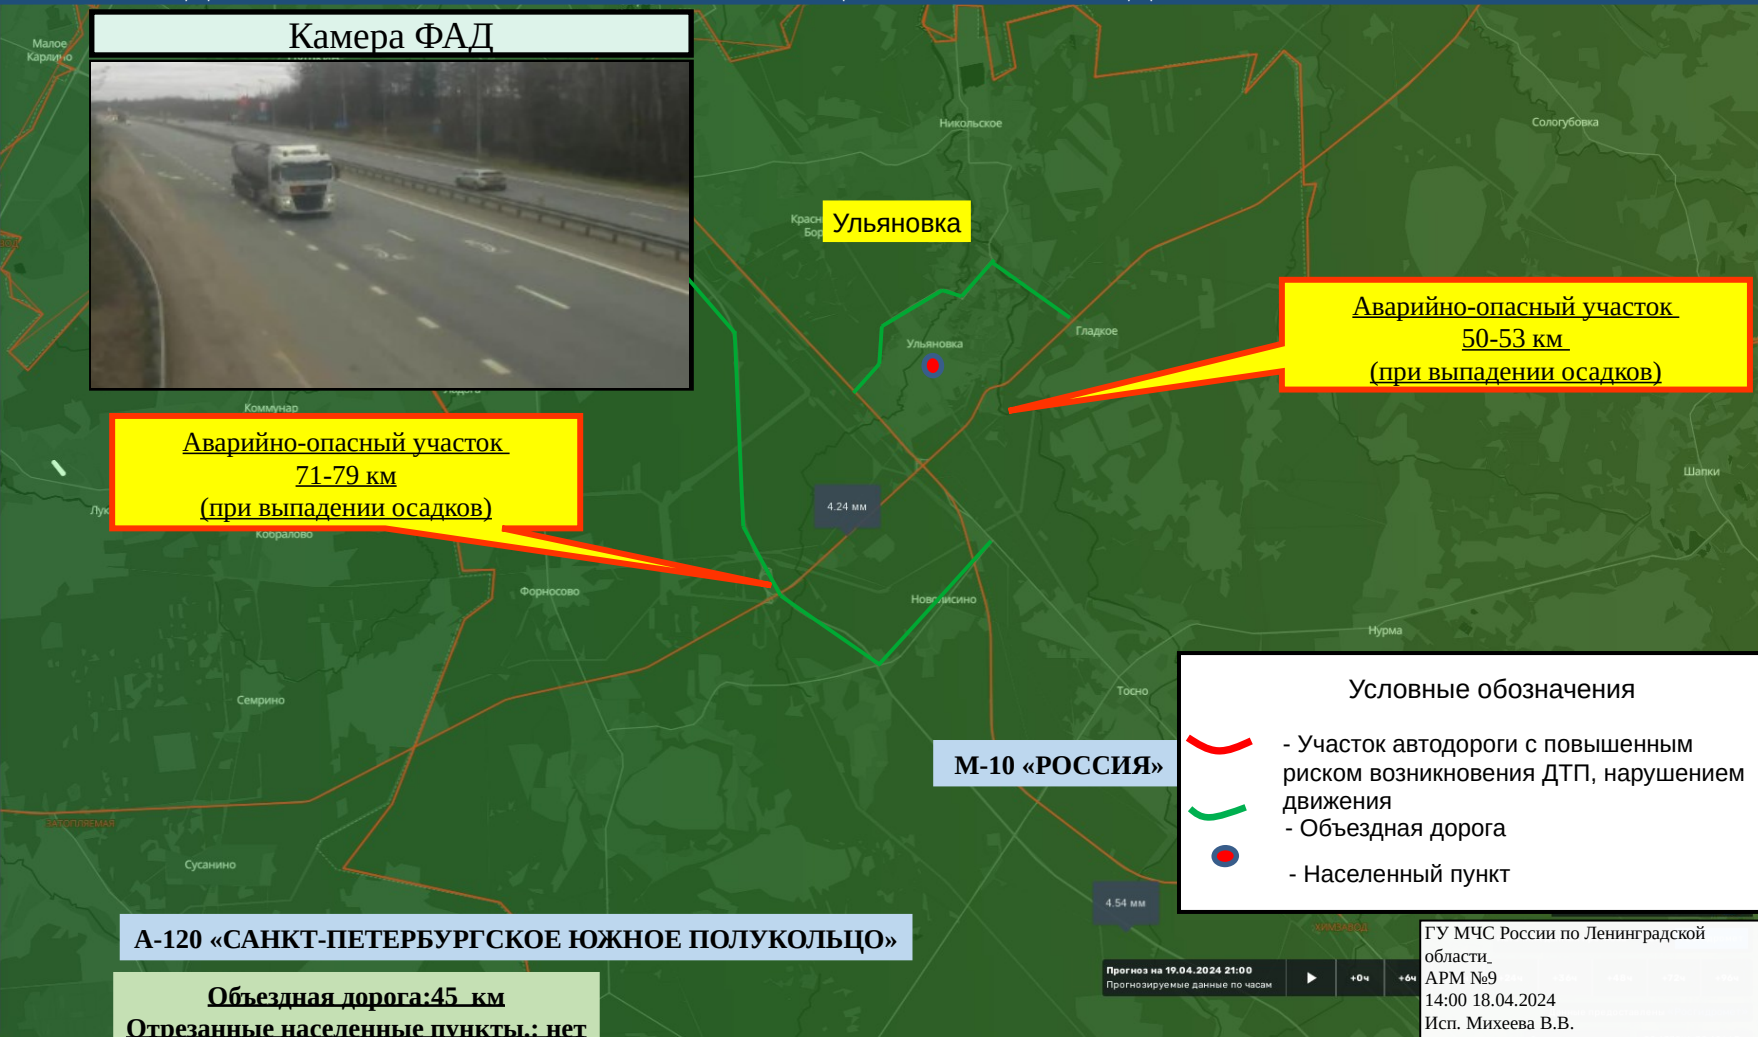 Камера ФАД
Малое
Карлино
Никольское
Сологубовка
Ульяновка
Гладкое
Ульяновка
Аварийно-опасный участок
50-53 км
(при выпадении осадков)
Коммунар
Аварийно-опасный участок
71-79 км
(при выпадении осадков)
Шапки
4.24 мм
Кобралово
Форносово
Новолисино
Нурма
Семрино
Тосно
Условные обозначения
- Участок автодороги с повышенным
риском возникновения ДТП, нарушением
движения
- Объездная дорога
- Населенный пункт
М-10 «РОССИЯ»
ЗАТОПЛЯЕМАЯ
Сусанино
4.54 мм
А-120 «САНКТ-ПЕТЕРБУРГСКОЕ ЮЖНОЕ ПОЛУКОЛЬЦО»
Прогноз на 19.04.2024 21:00
Прогнозируемые данные по часам
+0ч
+6ч
ГУ МЧС России по Ленинградской
области
АРМ №9
14:00 18.04.2024
Исп. Михеева В.В.
Объездная дорога:45 км
Отрезанные населенные пункты.: нет